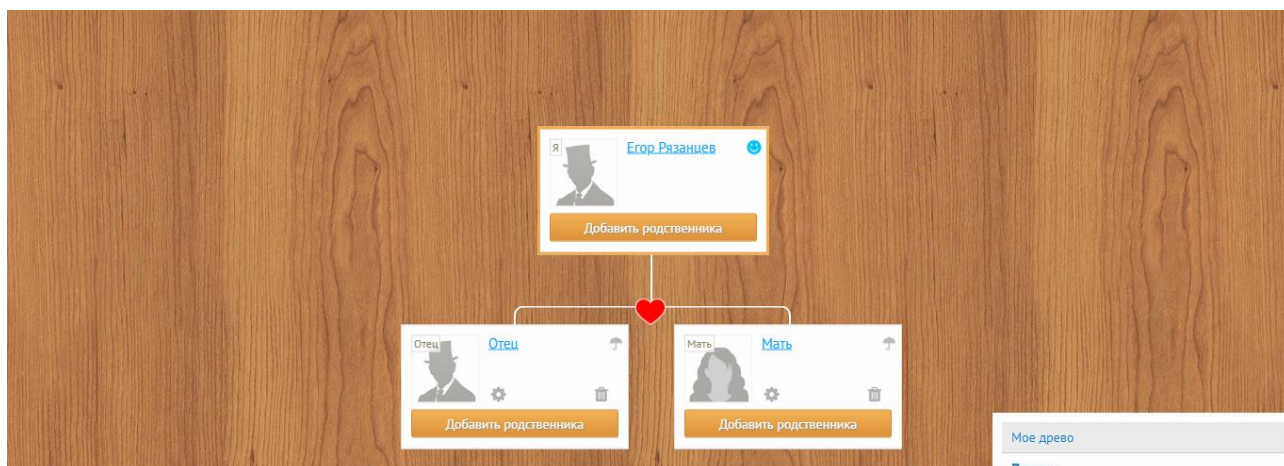 Я
Егор Рязанцев
Добавить родственника
Отец
Отец
Добавить родственника
Мать
Мать
Добавить родственника
Мое древо